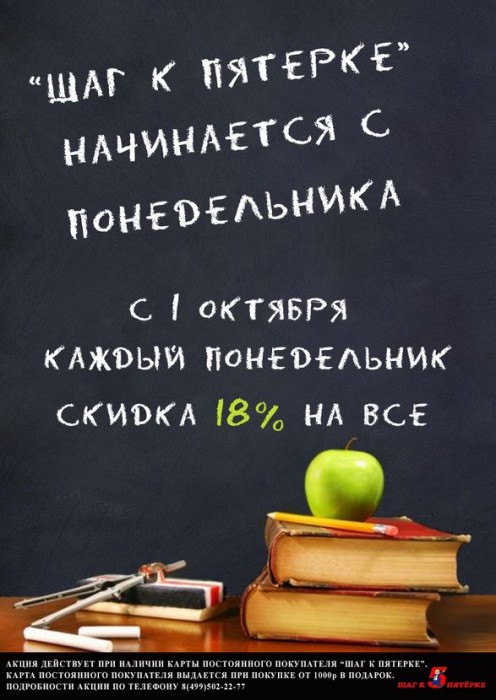 “ШАГ К ПЯТЕРКЕ”
НАЧИНАЕТСЯ С
ПОНЕДЕЛЬНИКА
С 1 ОКТЯБРЯ
КАЖДЫЙ ПОНЕДЕЛЬНИК
СКИДКА 18% НА ВСЕ
АКЦИЯ ДЕЙСТВУЕТ ПРИ НАЛИЧИИ КАРТЫ ПОСТОЯННОГО ПОКУПАТЕЛЯ “ШАГ К ПЯТЕРКЕ”.
КАРТА ПОСТОЯННОГО ПОКУПАТЕЛЯ ВЫДАЕТСЯ ПРИ ПОКУПКЕ ОТ 1000р В ПОДАРОК.
ПОДРОБНОСТИ АКЦИИ ПО ТЕЛЕФОНУ 8(499)502-22-77
ШАГ К 5 ПЯТЁРКЕ